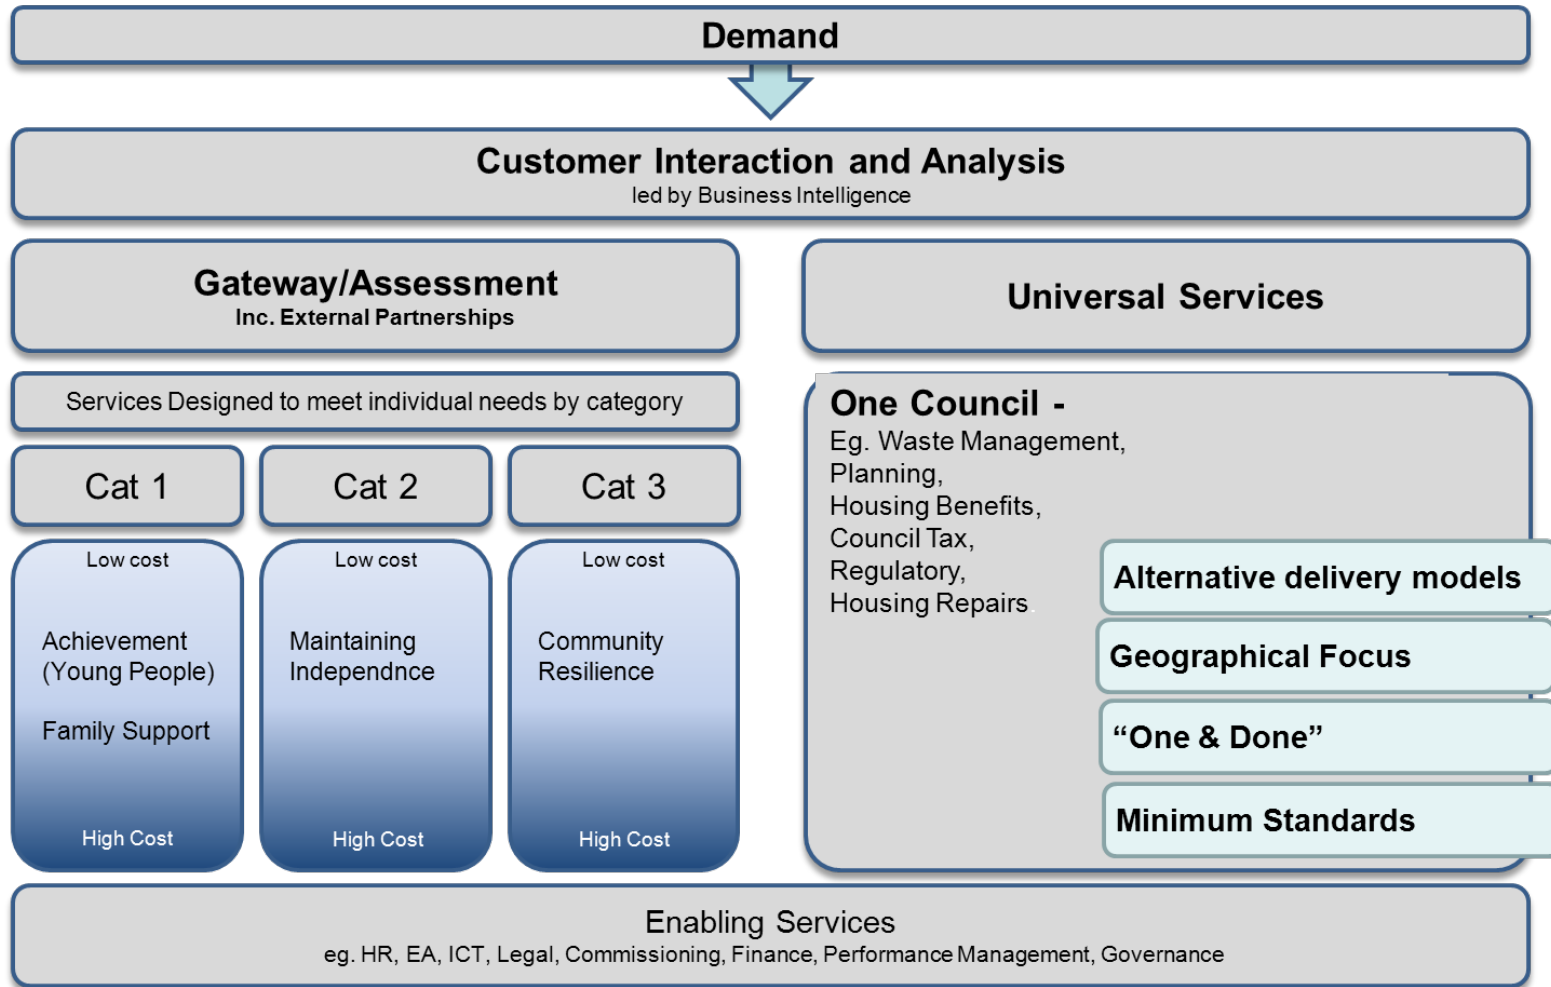 Demand
Customer Interaction and Analysis
led by Business Intelligence
Gateway/Assessment
Inc. External Partnerships
Universal Services
Services Designed to meet individual needs by category
Cat 1
Cat 2
Cat 3
Low cost
Achievement
(Young People)
Family Support
High Cost
Low cost
Maintaining
Independnce
High Cost
Low cost
Community
Resilience
High Cost
One Council -
Eg. Waste Management,
Planning,
Housing Benefits,
Council Tax,
Regulatory,
Housing Repairs.
Alternative delivery models
Geographical Focus
“One & Done”
Minimum Standards
Enabling Services
eg. HR, EA, ICT, Legal, Commissioning, Finance, Performance Management, Governance